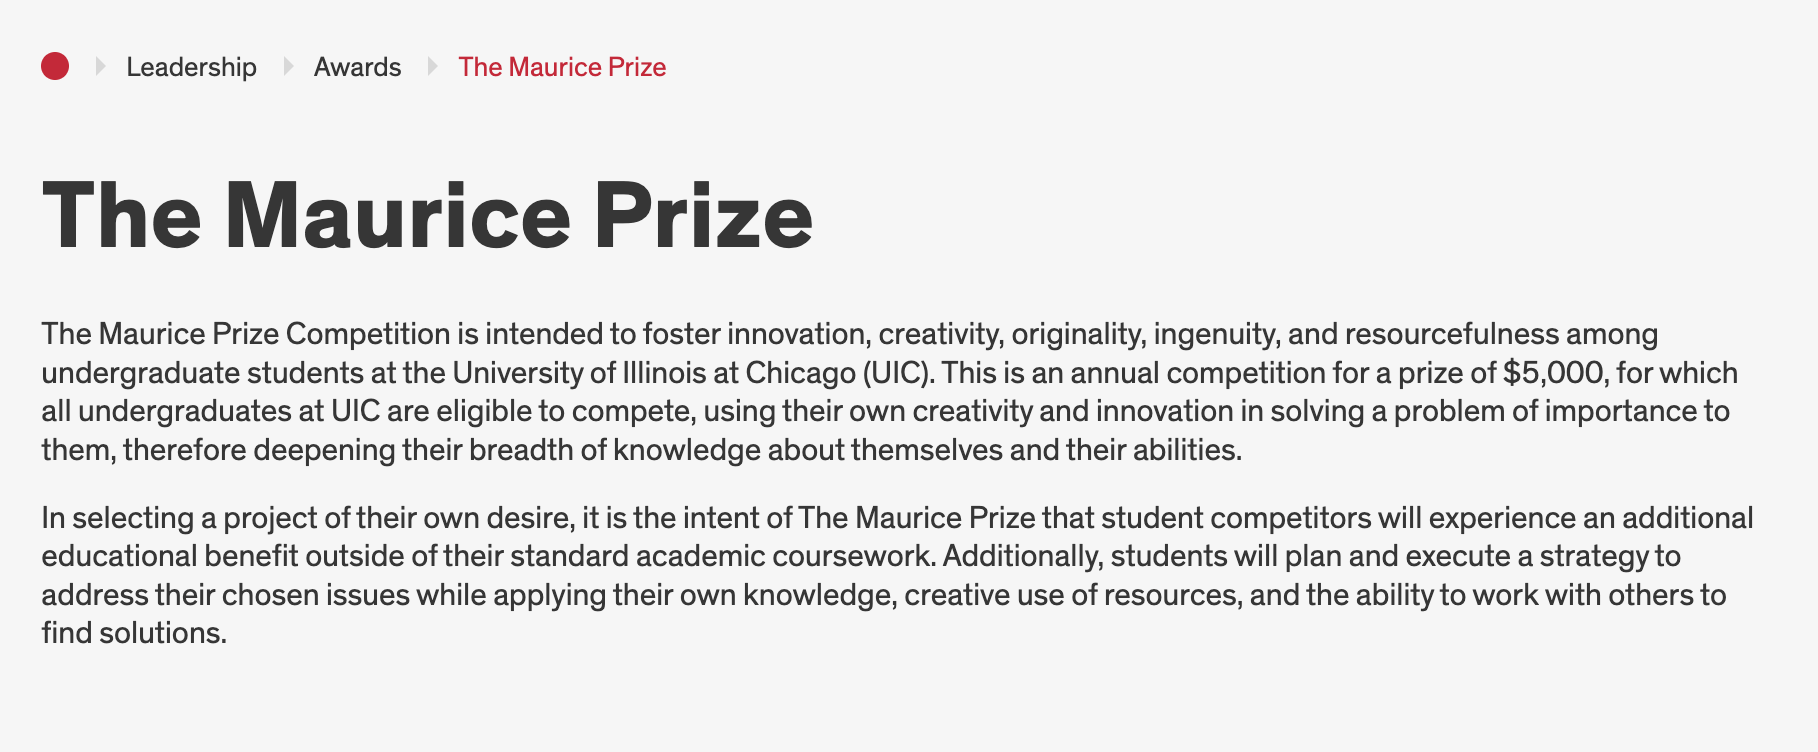 Leadership Awards The Maurice Prize
The Maurice Prize
The Maurice Prize Competition is intended to foster innovation, creativity, originality, ingenuity, and resourcefulness among
undergraduate students at the University of Illinois at Chicago (UIC). This is an annual competition for a prize of $5,000, for which
all undergraduates at UIC are eligible to compete, using their own creativity and innovation in solving a problem of importance to
them, therefore deepening their breadth of knowledge about themselves and their abilities.
In selecting a project of their own desire, it is the intent of The Maurice Prize that student competitors will experience an additional
educational benefit outside of their standard academic coursework. Additionally, students will plan and execute a strategy to
address their chosen issues while applying their own knowledge, creative use of resources, and the ability to work with others to
find solutions.